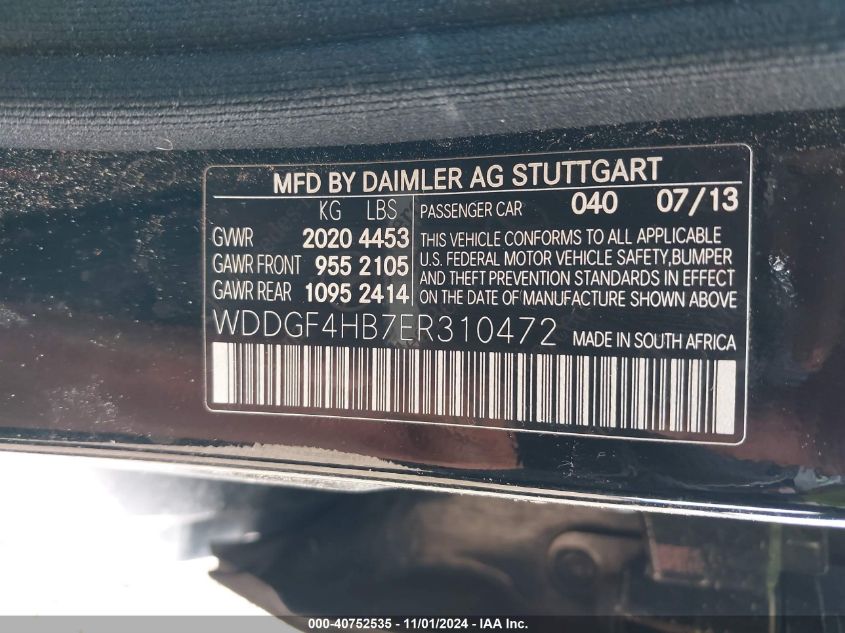 MFD BY DAIMLER AG STUTTGART
KG LBS PASSENGER CAR 040 07/13
GVWR 2020 4453
GAWR FRONT 955 2105
GAWR REAR 1095 2414
THIS VEHICLE CONFORMS TO ALL APPLICABLE
U.S. FEDERAL MOTOR VEHICLE SAFETY, BUMPER
AND THEFT PREVENTION STANDARDS IN EFFECT
ON THE DATE OF MANUFACTURE SHOWN ABOVE
WDDGF4HB7ER310472 MADE IN SOUTH AFRICA
000-40752535 - 11/01/2024 - IAA Inc.